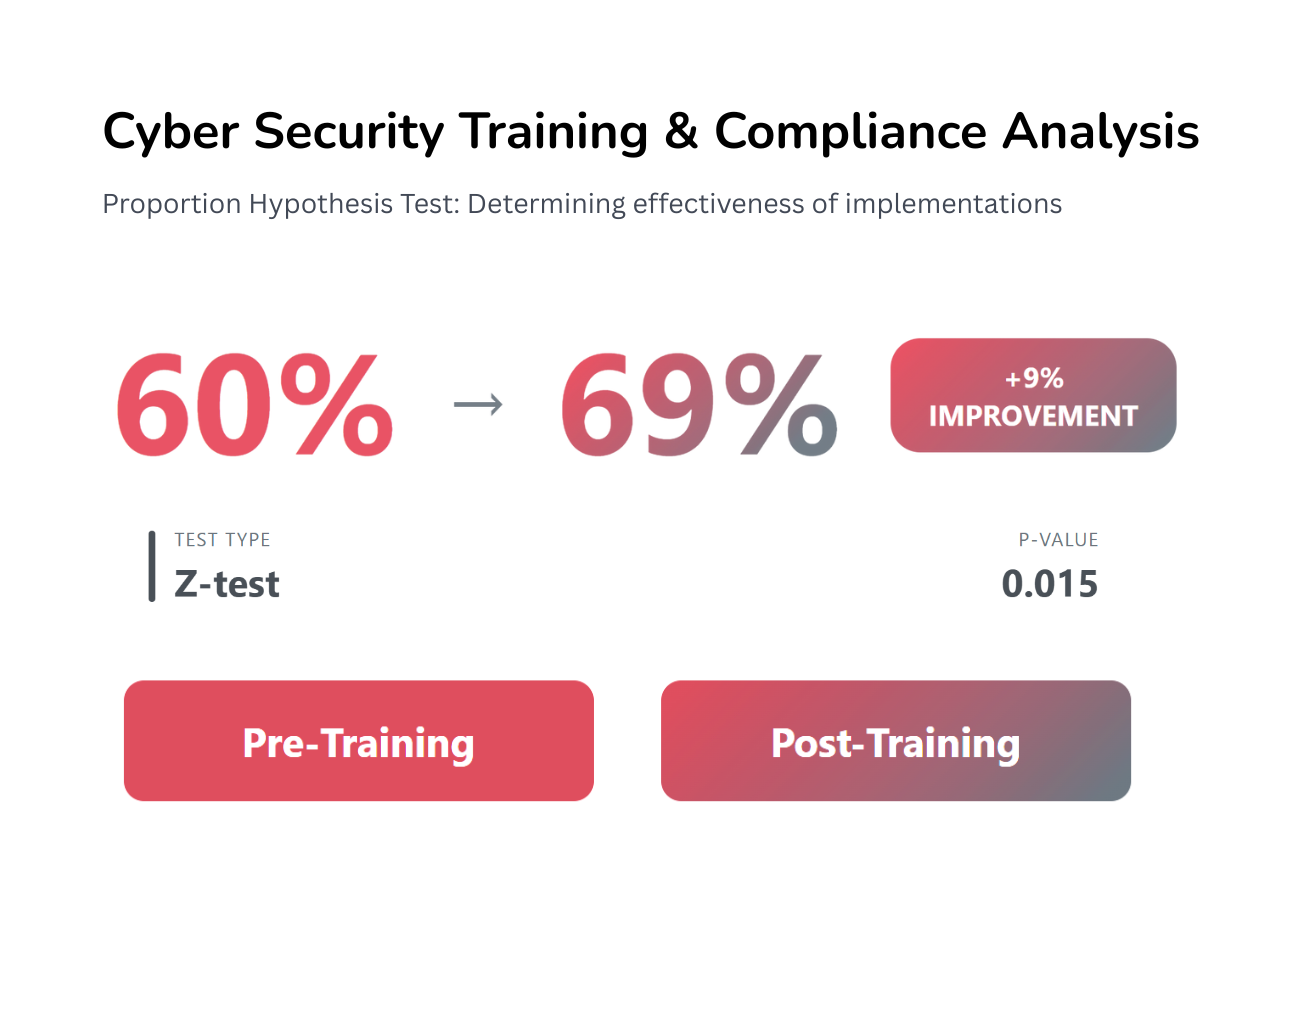 Cyber Security Training & Compliance Analysis
Proportion Hypothesis Test: Determining effectiveness of implementations
60% → 69%
+9%
IMPROVEMENT
TEST TYPE
Z-test
P-VALUE
0.015
Pre-Training
Post-Training